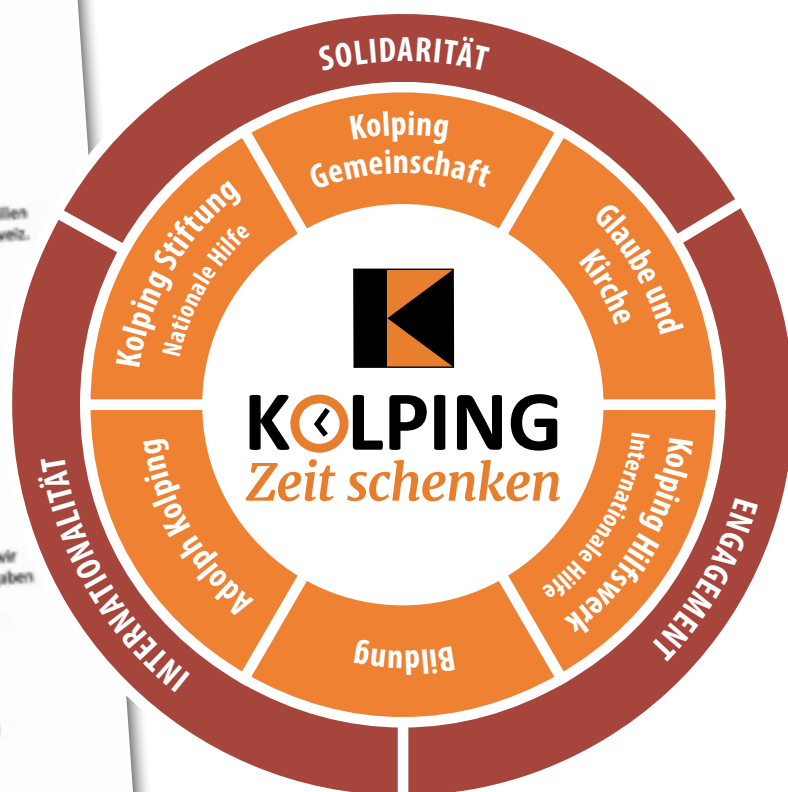 SOLIDARITÄT
Kolping
Gemeinschaft
Glaube und
Kirche
Kolping Hilfswerk
Internationale Hilfe
Bildung
Adolph Kolping
Kolping Stiftung
Nationale Hilfe
ENGAGEMENT
INTERNATIONALITÄT
KOLPING
Zeit schenken
wir